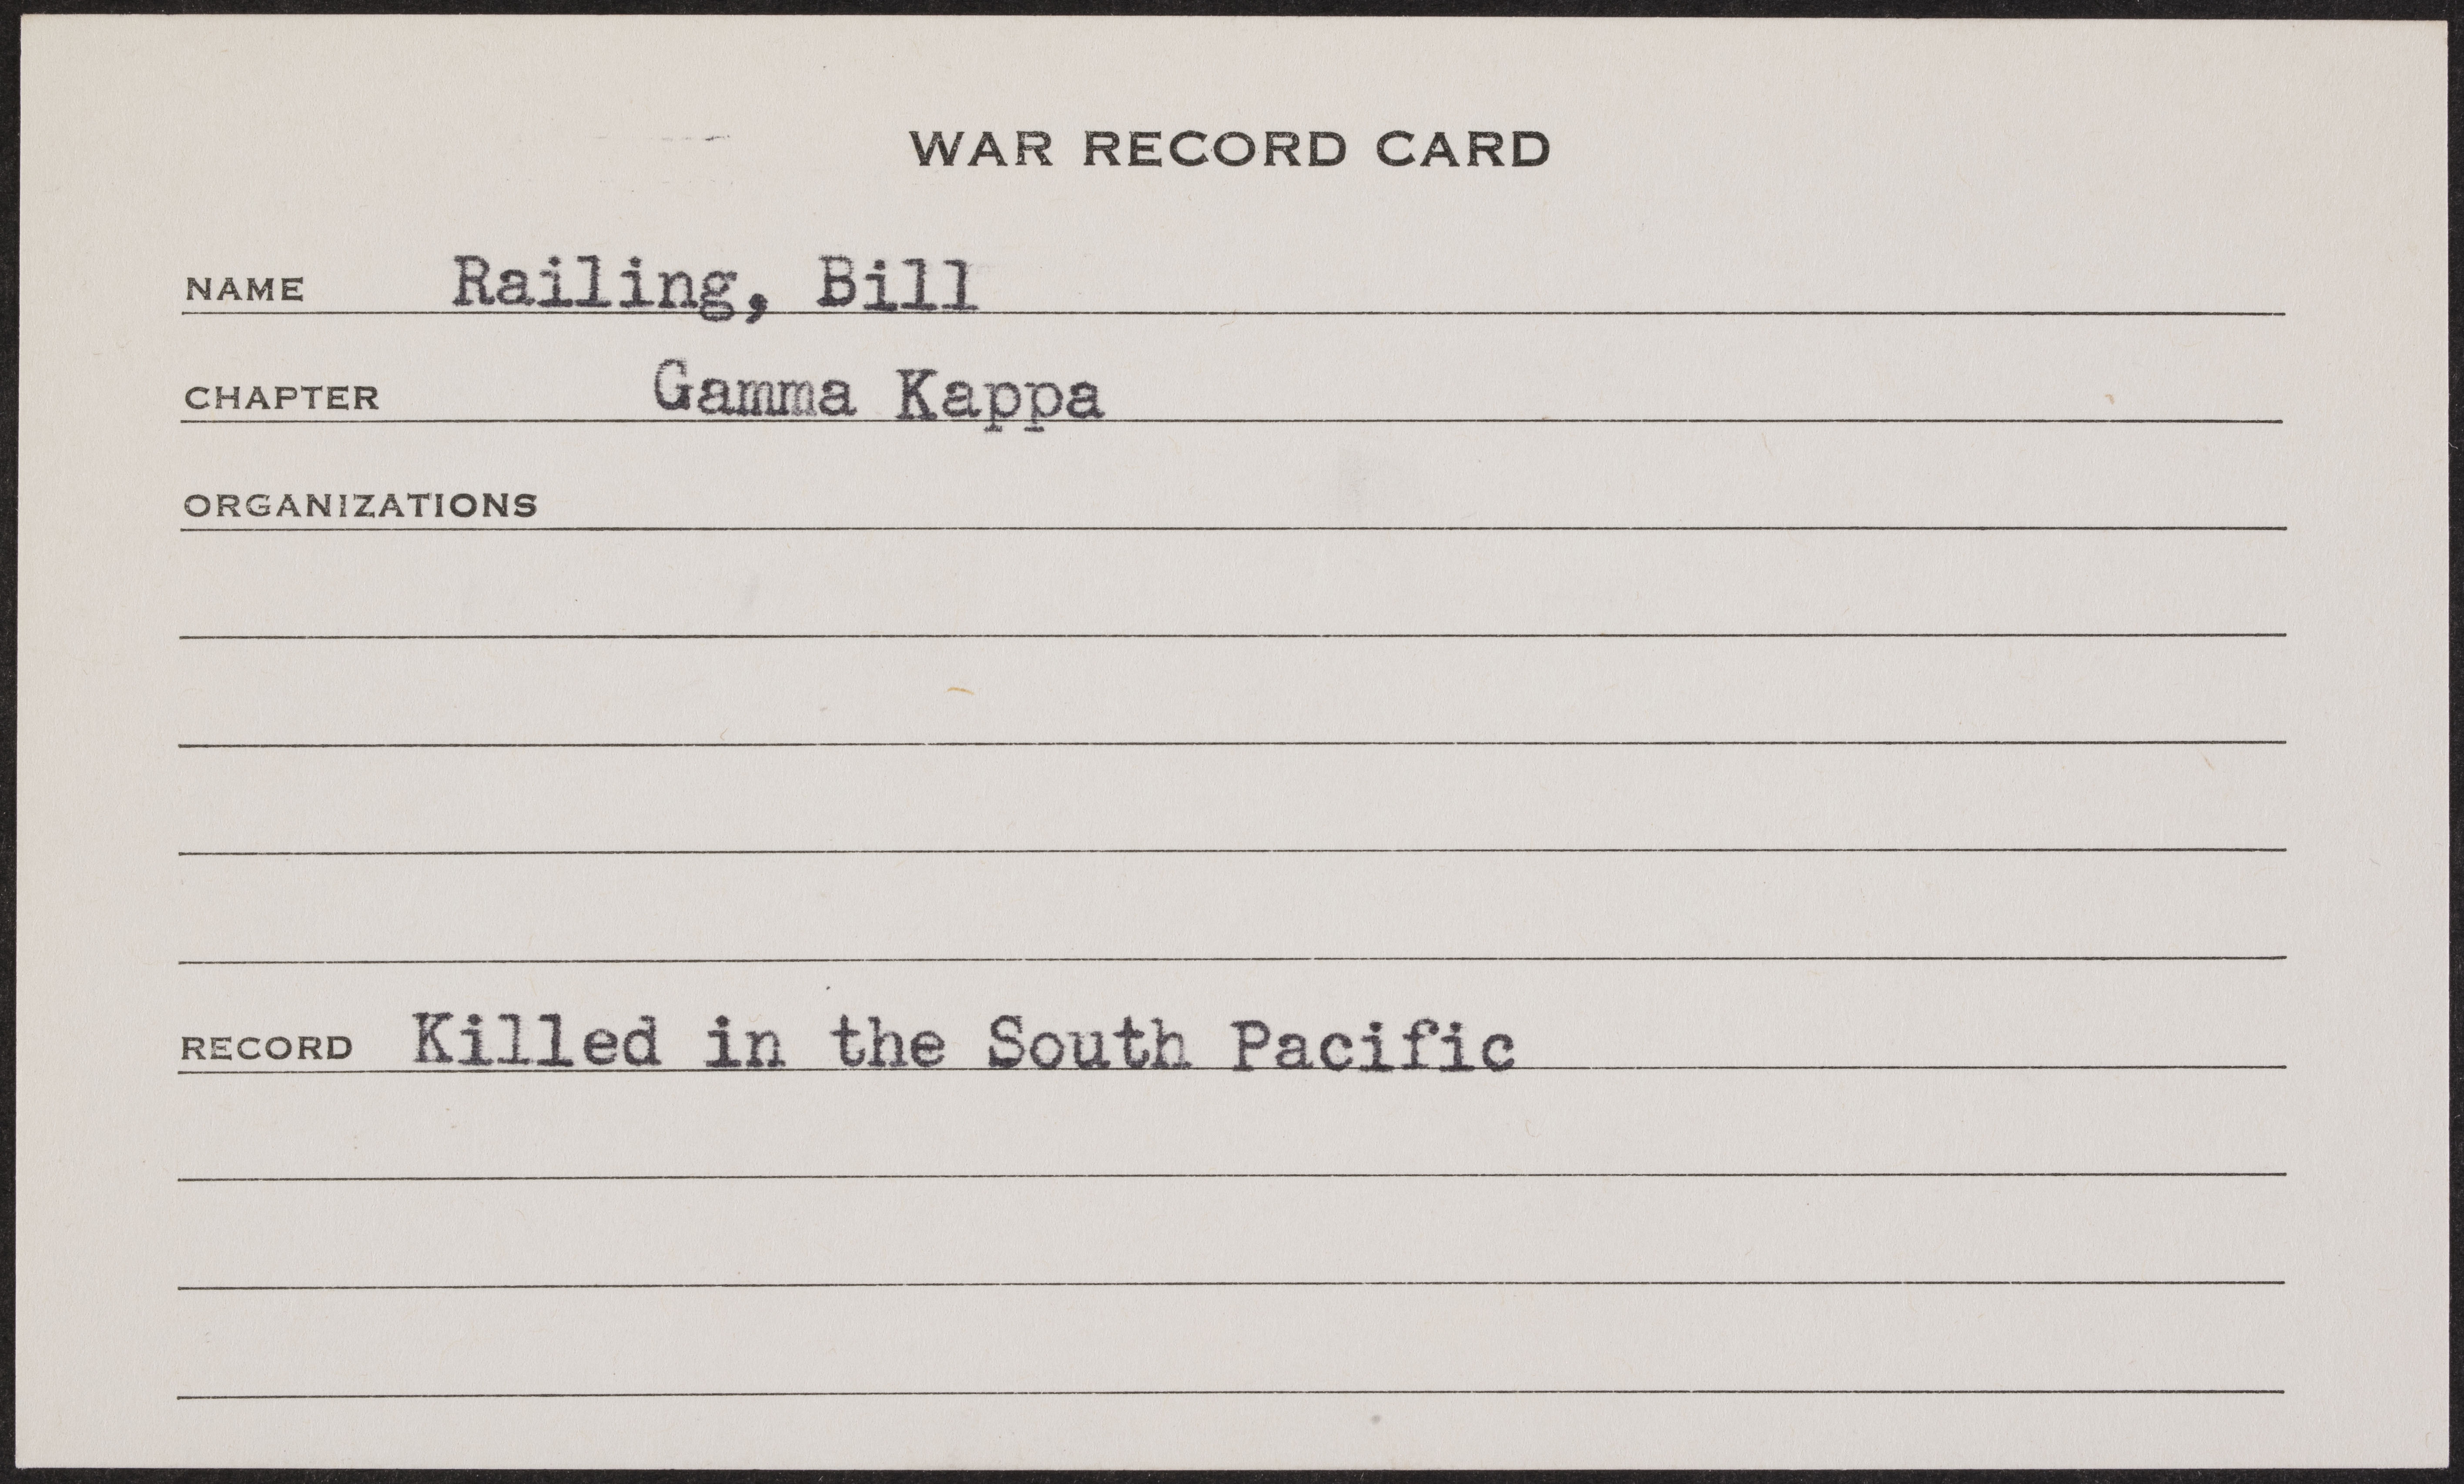 WAR RECORD CARD
NAME Railing, Bill
CHAPTER Gamma Kappa
ORGANIZATIONS
RECORD Killed in the South Pacific